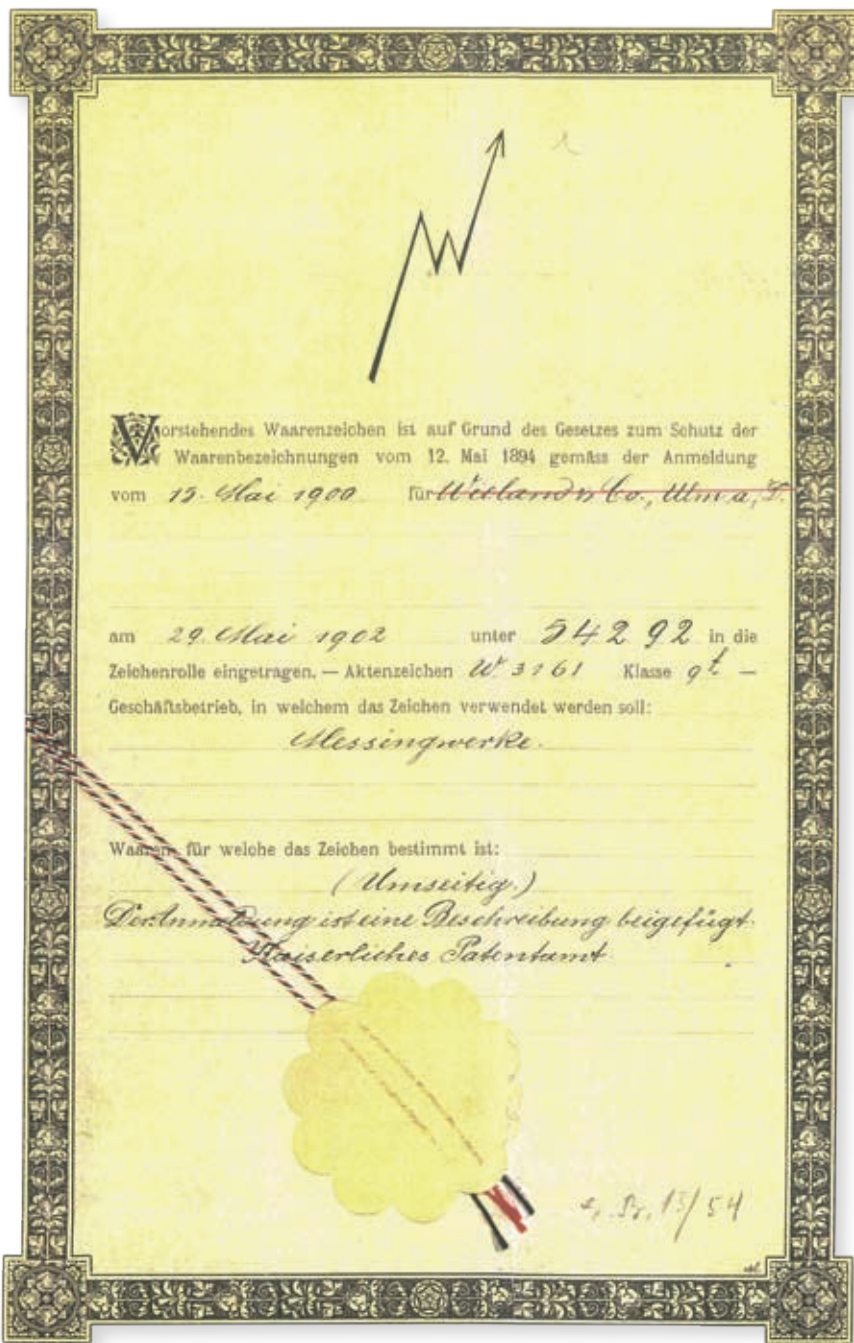 Vorstehendes Waarenzeichen ist auf Grund des Gesetzes zum Schutz der
Waarenbezeichnungen vom 12. Mai 1894 gemäss der Anmeldung
vom 15. Mai 1900 für Wieland & Co., Ulm a, D.
am 29. Mai 1902 unter 54292 in die
Zeichenrolle eingetragen. — Aktenzeichen W 3161 Klasse 9f —
Geschäftsbetrieb, in welchem das Zeichen verwendet werden soll:
Messingwerke.
Waaren, für welche das Zeichen bestimmt ist:
(Umseitig.)
Der Anmeldung ist eine Beschreibung beigefügt.
Kaiserliches Patentamt
15/54